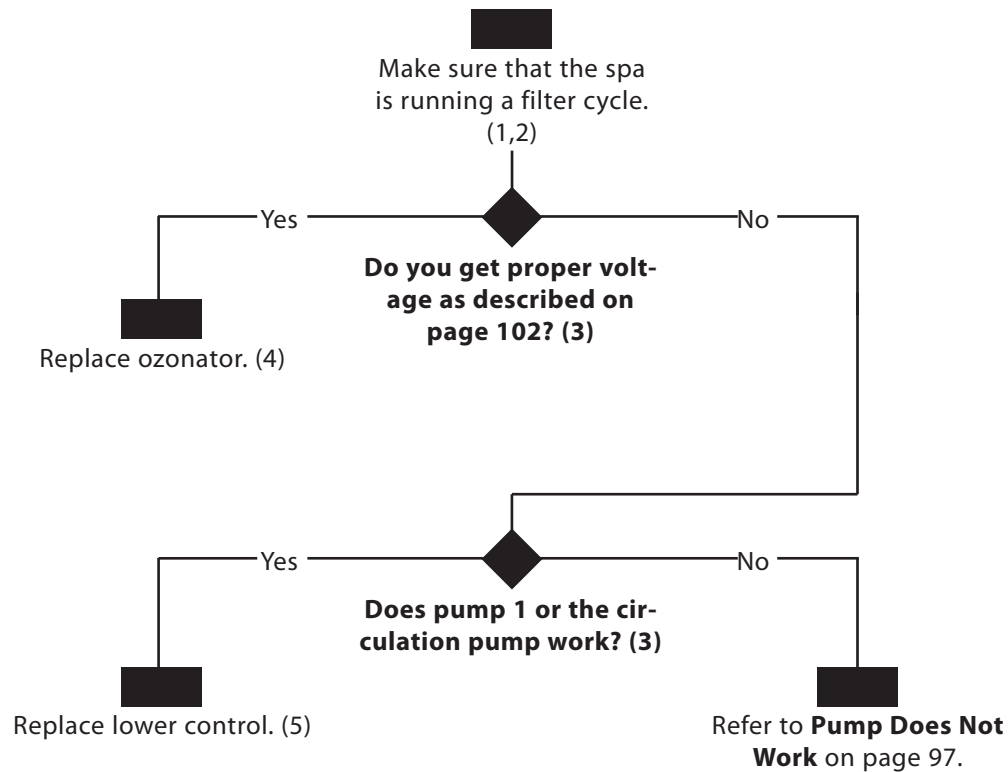 Make sure that the spa
is running a filter cycle.
(1,2)
Yes
No
Do you get proper volt-
age as described on
page 102? (3)
Replace ozonator. (4)
Yes
No
Does pump 1 or the cir-
culation pump work? (3)
Replace lower control. (5)
Refer to Pump Does Not
Work on page 97.